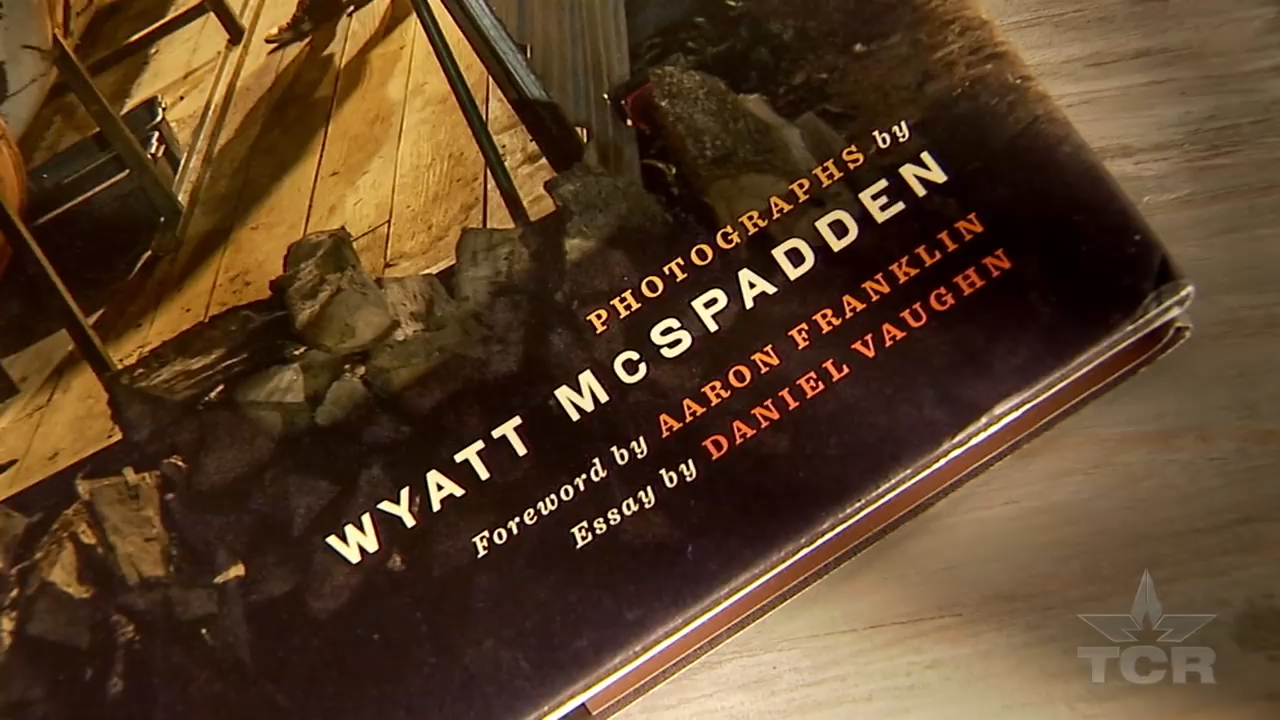 PHOTOGRAPHS by
WYATT McSPADDEN
Foreword by AARON FRANKLIN
Essay by DANIEL VAUGHN
TCR